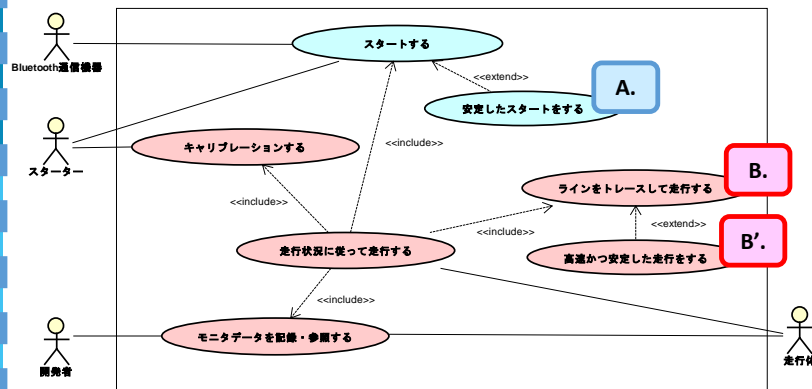 スタートする
Bluetooth通信機器
<<extend>>
A.
安定したスタートをする
<<include>>
キャリブレーションする
スターター
B.
ラインをトレースして走行する
<<include>>
<<extend>>
<<include>>
B’.
走行状況に従って走行する
高速かつ安定した走行をする
<<include>>
モニタデータを記録・参照する
開発者
走行体